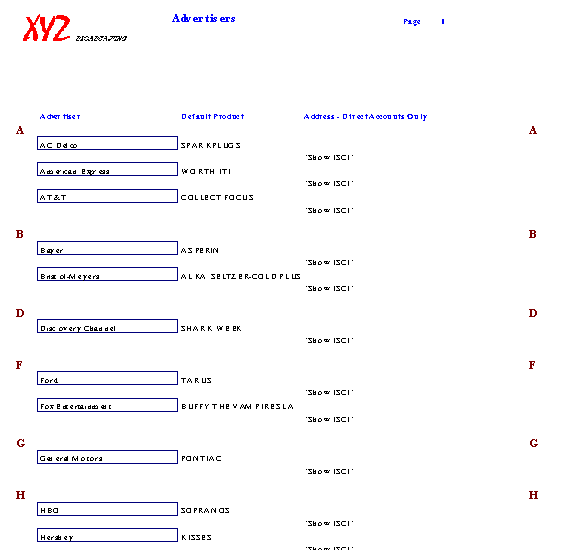 XYZ BROADCASTING
Advertisers
Page 1
Advertiser Default Product Address - Direct Accounts Only
A A
AC Delco SPARKPLUGS
"Show ISCI"
American Express WORTH IT!
"Show ISCI"
AT&T COLLECT FOCUS
"Show ISCI"
B B
Bayer ASPERIN
"Show ISCI"
Bristol-Meyers ALKA SELTZER-COLD PLUS
"Show ISCI"
D D
Discovery Channel SHARK WEEK
"Show ISCI"
F F
Ford TARUS
"Show ISCI"
Fox Entertainment BUFFY THE VAMPIRE SLA
"Show ISCI"
G G
General Motors PONTIAC
"Show ISCI"
H H
HBO SOPRANOS
"Show ISCI"
Hershey KISSES
"Show ISCI"